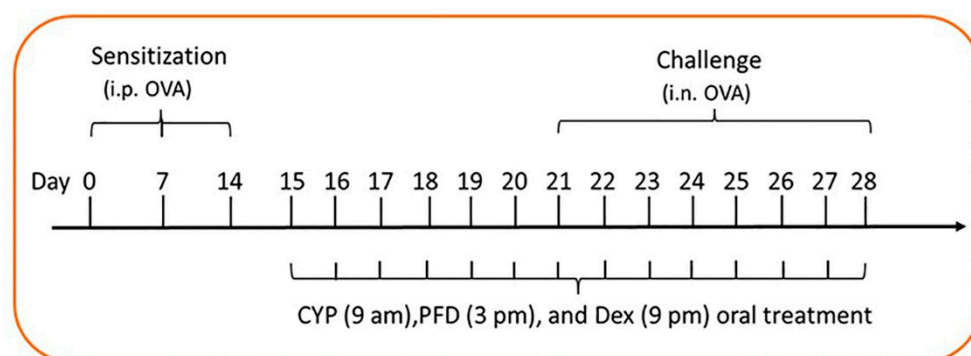 Sensitization
(i.p. OVA)
Challenge
(i.n. OVA)
Day 0 7 14 15 16 17 18 19 20 21 22 23 24 25 26 27 28
CYP (9 am),PFD (3 pm), and Dex (9 pm) oral treatment